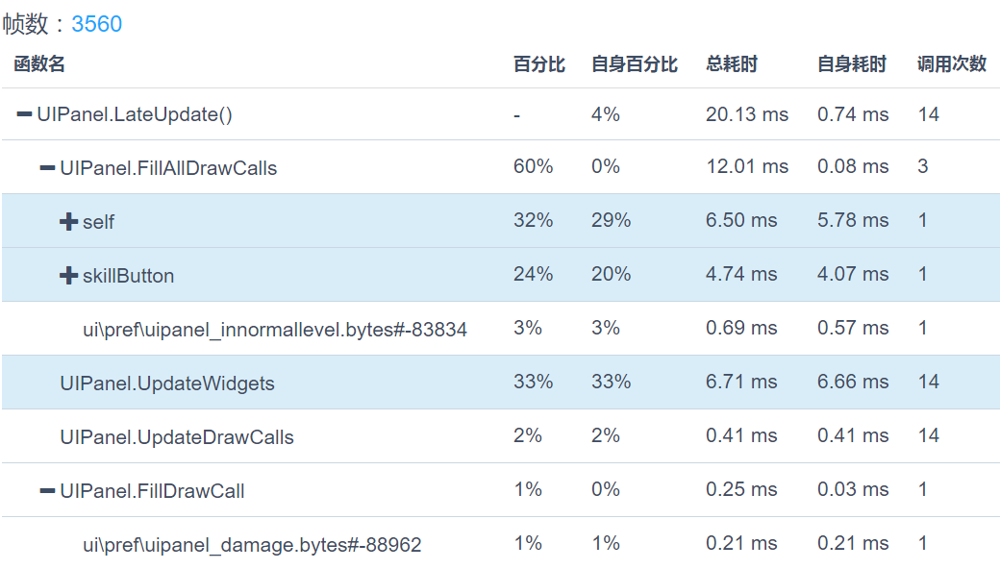 帧数：3560
函数名 百分比 自身百分比 总耗时 自身耗时 调用次数
UIPanel.LateUpdate() - 4% 20.13 ms 0.74 ms 14
UIPanel.FillAllDrawCalls 60% 0% 12.01 ms 0.08 ms 3
self 32% 29% 6.50 ms 5.78 ms 1
skillButton 24% 20% 4.74 ms 4.07 ms 1
ui\pref\uipanel_innormallevel.bytes#-83834 3% 3% 0.69 ms 0.57 ms 1
UIPanel.UpdateWidgets 33% 33% 6.71 ms 6.66 ms 14
UIPanel.UpdateDrawCalls 2% 2% 0.41 ms 0.41 ms 14
UIPanel.FillDrawCall 1% 0% 0.25 ms 0.03 ms 1
ui\pref\uipanel_damage.bytes#-88962 1% 1% 0.21 ms 0.21 ms 1